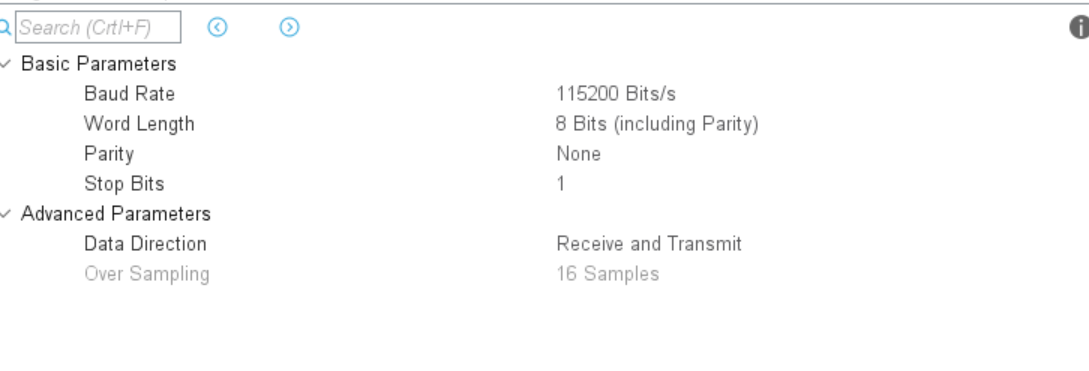 Search (Crtl+F)
Basic Parameters
Baud Rate 115200 Bits/s
Word Length 8 Bits (including Parity)
Parity None
Stop Bits 1
Advanced Parameters
Data Direction Receive and Transmit
Over Sampling 16 Samples